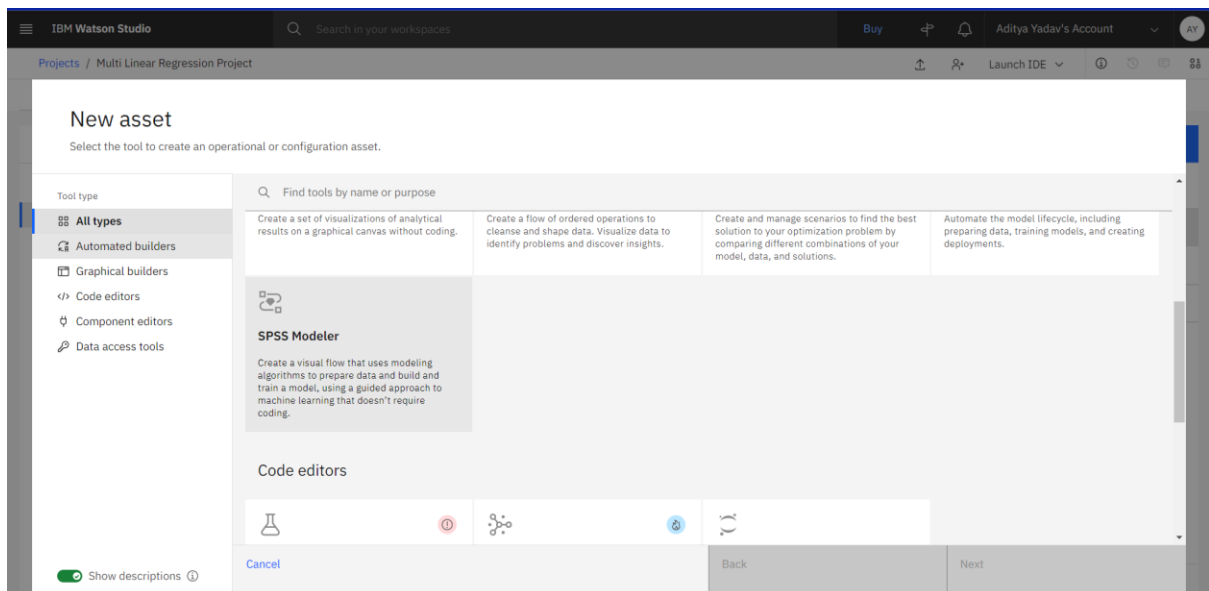 IBM Watson Studio
Search in your workspaces
Buy
Aditya Yadav's Account
AY
Projects / Multi Linear Regression Project
Launch IDE
New asset
Select the tool to create an operational or configuration asset.
Tool type
All types
Automated builders
Graphical builders
Code editors
Component editors
Data access tools
Show descriptions
Find tools by name or purpose
Create a set of visualizations of analytical
results on a graphical canvas without coding.
Create a flow of ordered operations to
cleanse and shape data. Visualize data to
identify problems and discover insights.
Create and manage scenarios to find the best
solution to your optimization problem by
comparing different combinations of your
model, data, and solutions.
Automate the model lifecycle, including
preparing data, training models, and creating
deployments.
SPSS Modeler
Create a visual flow that uses modeling
algorithms to prepare data and build and
train a model, using a guided approach to
machine learning that doesn't require
coding.
Code editors
Cancel
Back
Next